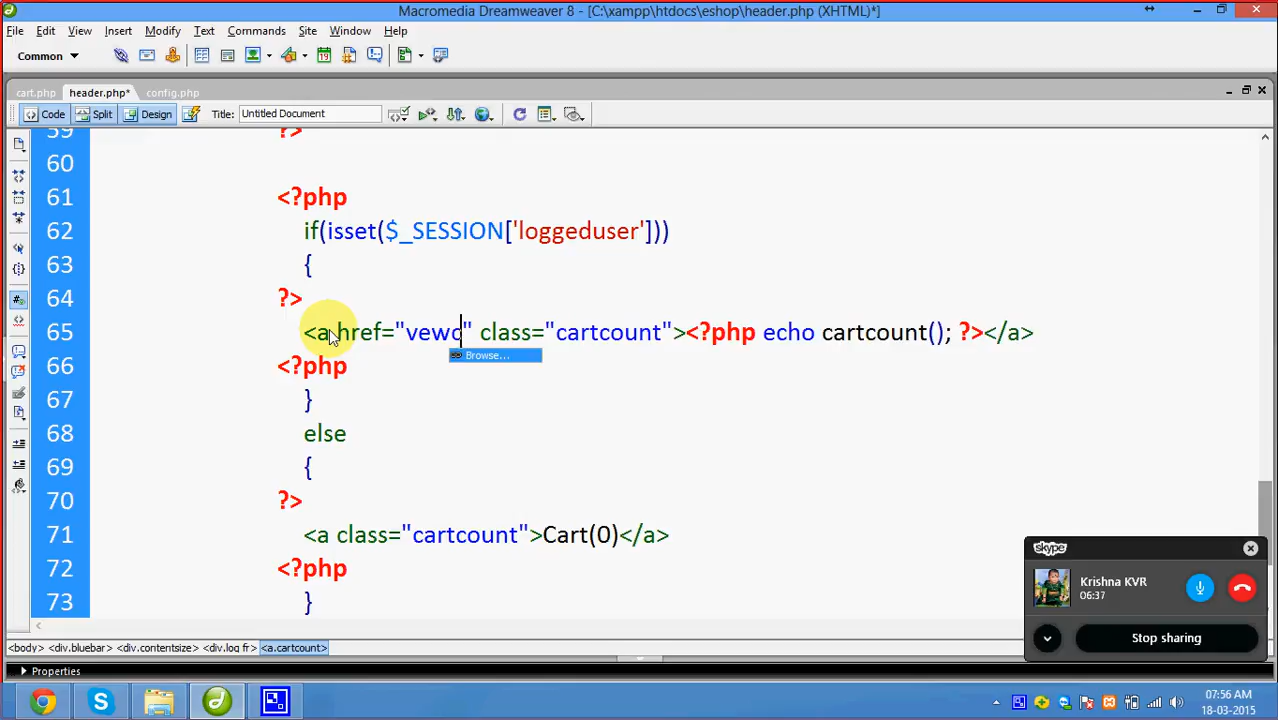 Macromedia Dreamweaver 8 - [C:\xampp\htdocs\eshop\header.php (XHTML)*]
File Edit View Insert Modify Text Commands Site Window Help
Common
cart.php header.php* config.php
Code Split Design Title: Untitled Document
59 ?>
60
61 <?php
62 if(isset($_SESSION['loggeduser']))
63 {
64 ?>
65 <a href="vewc" class="cartcount"><?php echo cartcount(); ?></a>
Browse...
66 <?php
67 }
68 else
69 {
70 ?>
71 <a class="cartcount">Cart(0)</a>
72 <?php
73 }
skype
Krishna KVR
06:37
Stop sharing
<body> <div.bluebar> <div.contentsize> <div.log fr> <a.cartcount>
Properties
07:56 AM
18-03-2015